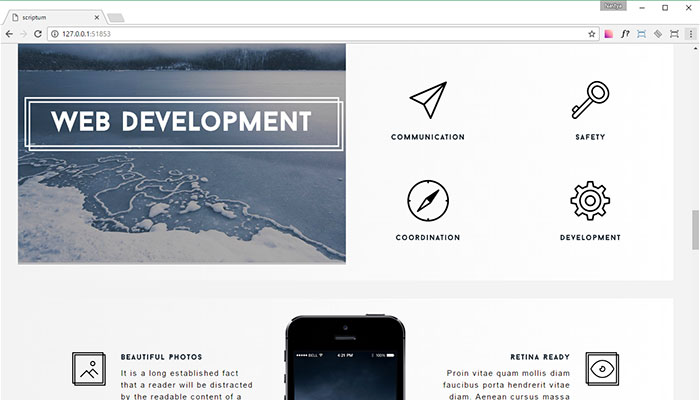 scriptum
127.0.0.1:51853
WEB DEVELOPMENT
COMMUNICATION
SAFETY
COORDINATION
DEVELOPMENT
BELL
4:21 PM
100%
BEAUTIFUL PHOTOS
It is a long established fact
that a reader will be distracted
by the readable content of a
RETINA READY
Proin vitae quam mollis diam
faucibus porta hendrerit vitae
diam. Aenean cursus massa